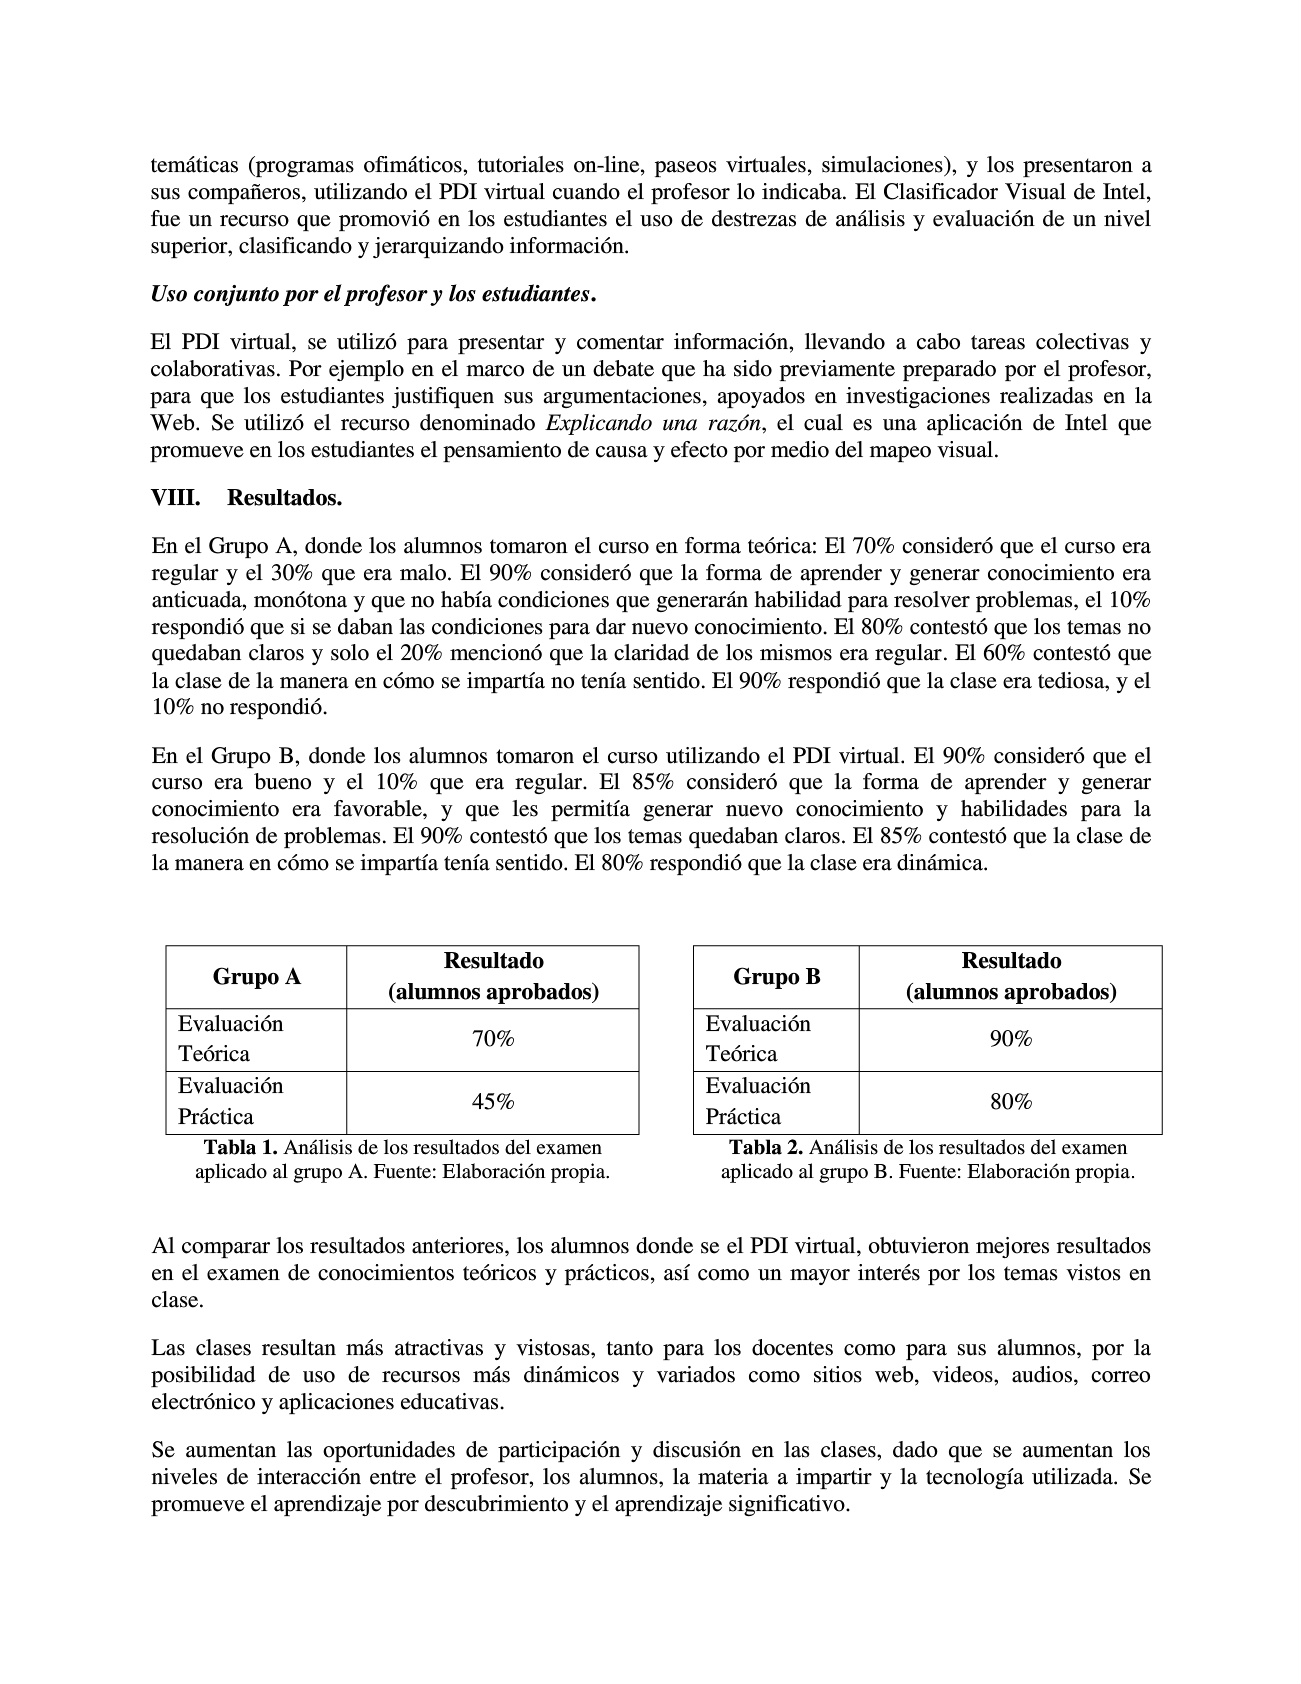 temáticas (programas ofimáticos, tutoriales on-line, paseos virtuales, simulaciones), y los presentaron a
sus compañeros, utilizando el PDI virtual cuando el profesor lo indicaba. El Clasificador Visual de Intel,
fue un recurso que promovió en los estudiantes el uso de destrezas de análisis y evaluación de un nivel
superior, clasificando y jerarquizando información.
Uso conjunto por el profesor y los estudiantes.
El PDI virtual, se utilizó para presentar y comentar información, llevando a cabo tareas colectivas y
colaborativas. Por ejemplo en el marco de un debate que ha sido previamente preparado por el profesor,
para que los estudiantes justifiquen sus argumentaciones, apoyados en investigaciones realizadas en la
Web. Se utilizó el recurso denominado Explicando una razón, el cual es una aplicación de Intel que
promueve en los estudiantes el pensamiento de causa y efecto por medio del mapeo visual.
VIII. Resultados.
En el Grupo A, donde los alumnos tomaron el curso en forma teórica: El 70% consideró que el curso era
regular y el 30% que era malo. El 90% consideró que la forma de aprender y generar conocimiento era
anticuada, monótona y que no había condiciones que generarán habilidad para resolver problemas, el 10%
respondió que si se daban las condiciones para dar nuevo conocimiento. El 80% contestó que los temas no
quedaban claros y solo el 20% mencionó que la claridad de los mismos era regular. El 60% contestó que
la clase de la manera en cómo se impartía no tenía sentido. El 90% respondió que la clase era tediosa, y el
10% no respondió.
En el Grupo B, donde los alumnos tomaron el curso utilizando el PDI virtual. El 90% consideró que el
curso era bueno y el 10% que era regular. El 85% consideró que la forma de aprender y generar
conocimiento era favorable, y que les permitía generar nuevo conocimiento y habilidades para la
resolución de problemas. El 90% contestó que los temas quedaban claros. El 85% contestó que la clase de
la manera en cómo se impartía tenía sentido. El 80% respondió que la clase era dinámica.
Grupo A
Resultado
(alumnos aprobados)
Evaluación
Teórica
70%
Evaluación
Práctica
45%
Tabla 1. Análisis de los resultados del examen
aplicado al grupo A. Fuente: Elaboración propia.
Grupo B
Resultado
(alumnos aprobados)
Evaluación
Teórica
90%
Evaluación
Práctica
80%
Tabla 2. Análisis de los resultados del examen
aplicado al grupo B. Fuente: Elaboración propia.
Al comparar los resultados anteriores, los alumnos donde se el PDI virtual, obtuvieron mejores resultados
en el examen de conocimientos teóricos y prácticos, así como un mayor interés por los temas vistos en
clase.
Las clases resultan más atractivas y vistosas, tanto para los docentes como para sus alumnos, por la
posibilidad de uso de recursos más dinámicos y variados como sitios web, videos, audios, correo
electrónico y aplicaciones educativas.
Se aumentan las oportunidades de participación y discusión en las clases, dado que se aumentan los
niveles de interacción entre el profesor, los alumnos, la materia a impartir y la tecnología utilizada. Se
promueve el aprendizaje por descubrimiento y el aprendizaje significativo.